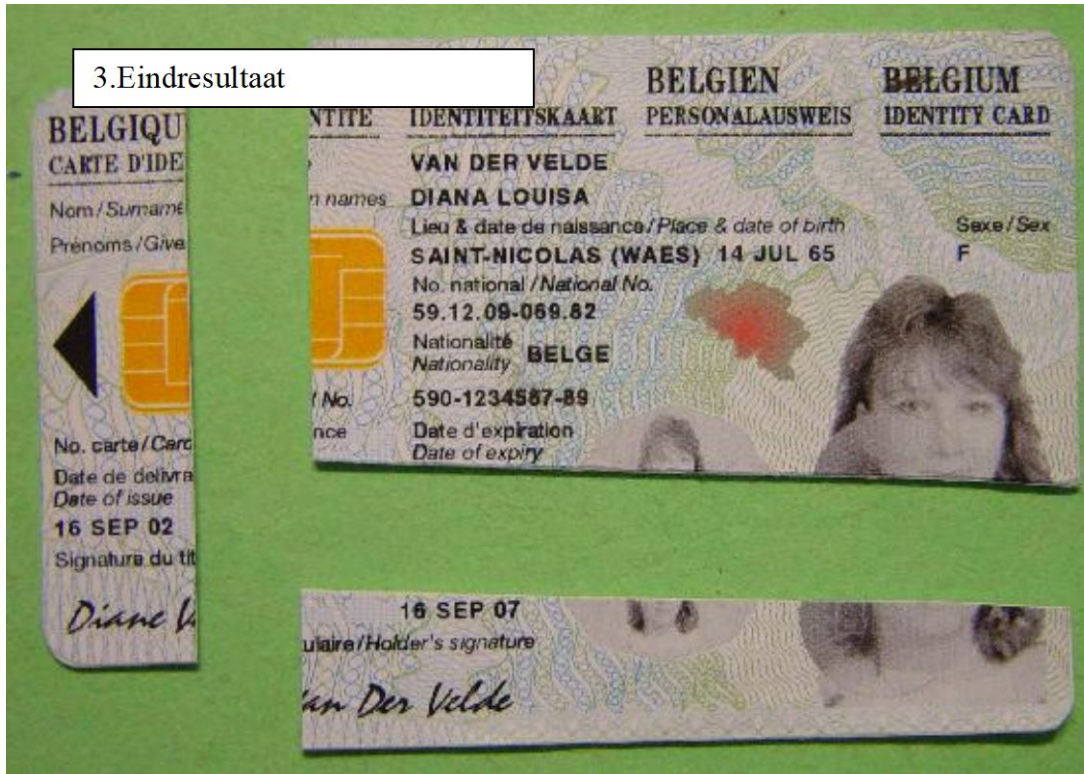 3.Eindresultaat
BELGIQU
CARTE D'IDE
Nom/Surname
Prénoms/Give
No. carte/Card
Date de délivra
Date of issue
16 SEP 02
Signature du tit
Diane V
BELGIEN BELGIUM
NTITE IDENTITEITSKAART PERSONALAUSWEIS IDENTITY CARD
VAN DER VELDE
n names DIANA LOUISA
Lieu & date de naissance/Place & date of birth Sexe/Sex
SAINT-NICOLAS (WAES) 14 JUL 65 F
No. national/National No.
59.12.09-069.82
Nationalité
Nationality BELGE
No. 590-1234567-89
nce Date d'expiration
Date of expiry
16 SEP 07
ulaire/Holder's signature
an Der Velde